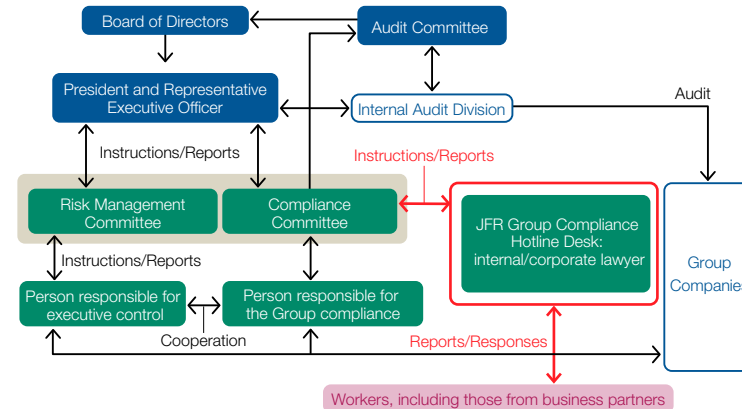 Board of Directors
Audit Committee
President and Representative
Executive Officer
Internal Audit Division
Audit
Instructions/Reports
Instructions/Reports
Risk Management
Committee
Compliance
Committee
JFR Group Compliance
Hotline Desk:
internal/corporate lawyer
Group
Companies
Instructions/Reports
Person responsible for
executive control
Person responsible for
the Group compliance
Cooperation
Reports/Responses
Workers, including those from business partners